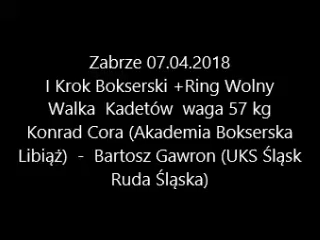 Zabrze 07.04.2018
I Krok Bokserski +Ring Wolny
Walka  Kadetów  waga 57 kg
Konrad Cora (Akademia Bokserska
Libiąż)  -  Bartosz Gawron (UKS Śląsk
Ruda Śląska)